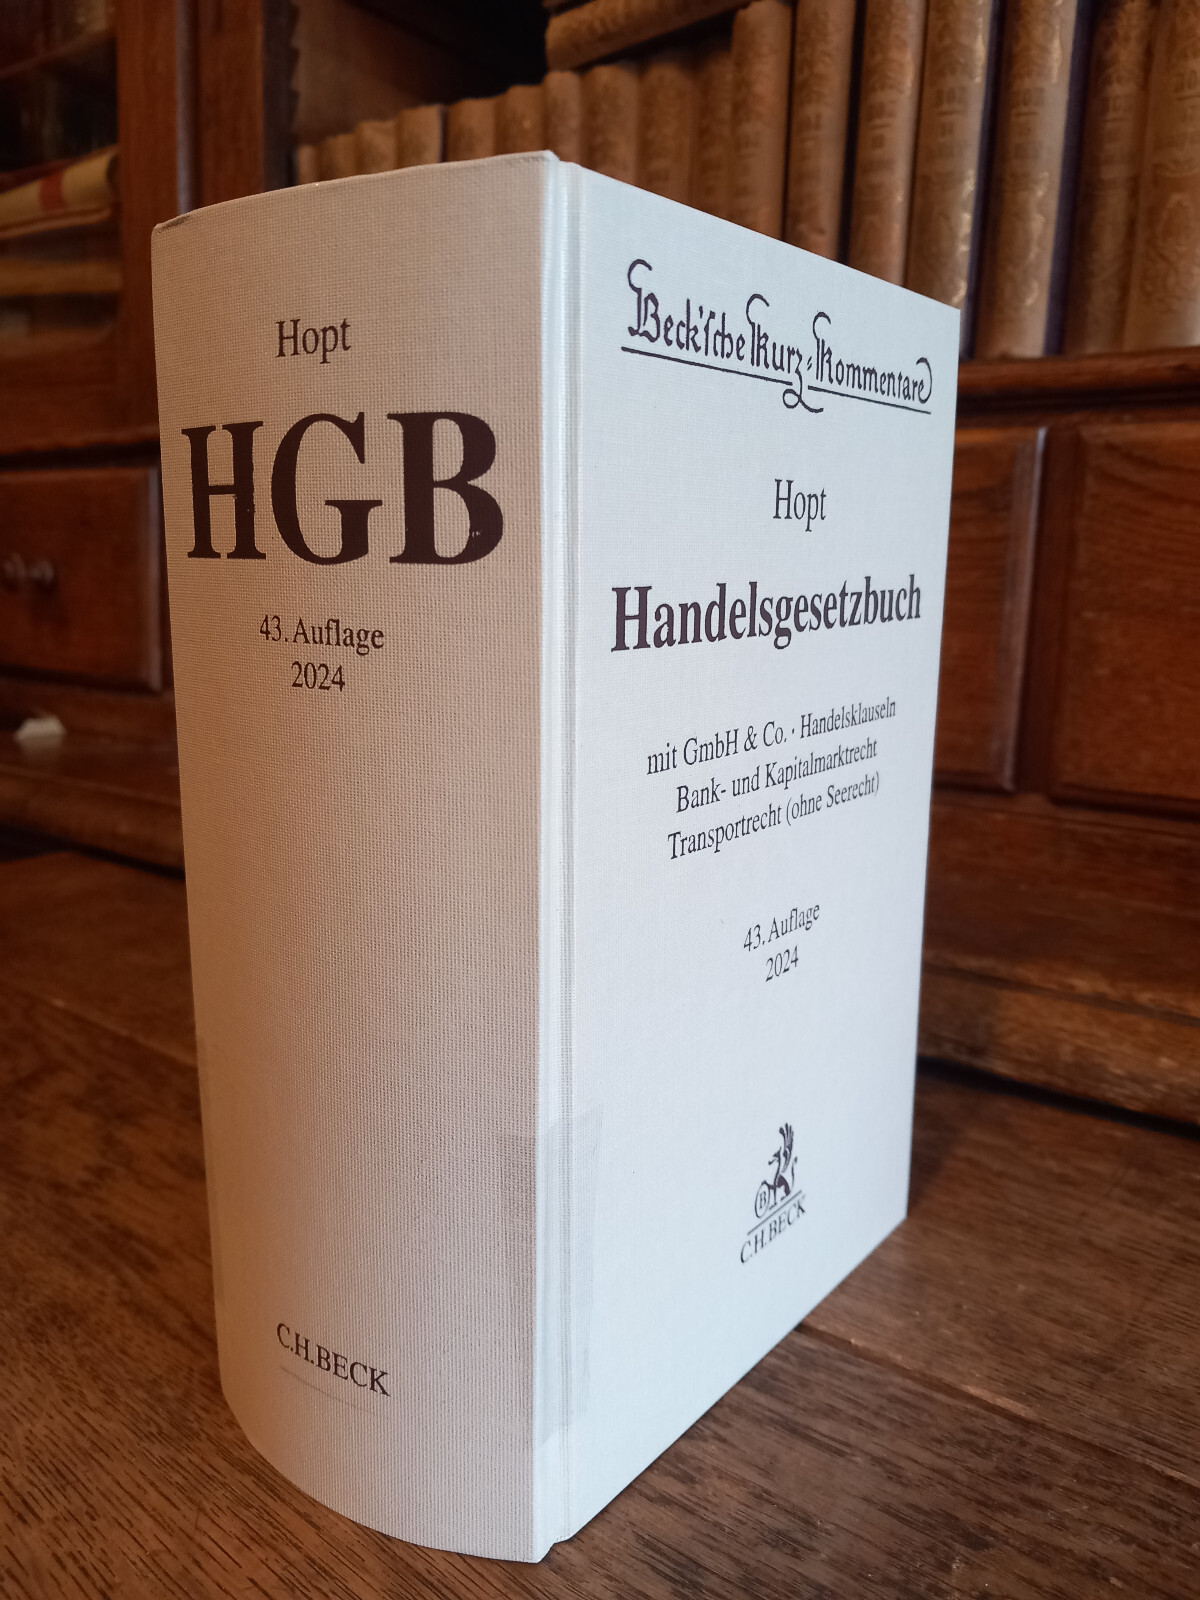 Hopt
HGB
43. Auflage
2024
C.H.BECK
Beck'sche Kurz-Kommentare
Hopt
Handelsgesetzbuch
mit GmbH & Co. · Handelsklauseln
Bank- und Kapitalmarktrecht
Transportrecht (ohne Seerecht)
43. Auflage
2024
B
C.H.BECK